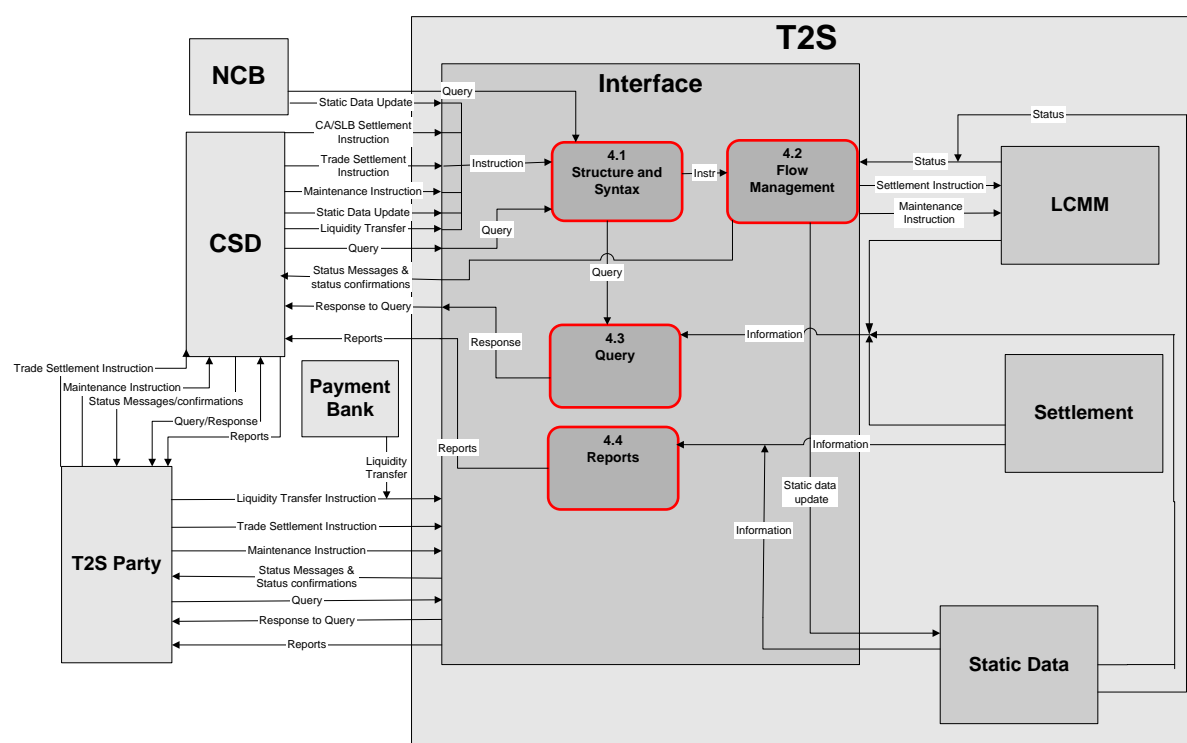 T2S
NCB
Interface
Query
Static Data Update
CA/SLB Settlement
Instruction
Status
4.1
Structure and
Syntax
4.2
Flow
Management
Trade Settlement
Instruction
Instruction
Instr
Status
Settlement Instruction
Maintenance Instruction
Maintenance
Instruction
LCMM
Static Data Update
Liquidity Transfer
Query
CSD
Query
Status Messages &
status confirmations
Query
Response to Query
Information
Reports
Response
4.3
Query
Trade Settlement Instruction
Maintenance Instruction
Status Messages/confirmations
Payment
Bank
Query/Response
Reports
Settlement
4.4
Reports
Reports
Information
Liquidity
Transfer
Static data
update
Liquidity Transfer Instruction
Trade Settlement Instruction
Information
Maintenance Instruction
T2S Party
Status Messages &
Status confirmations
Query
Response to Query
Reports
Static Data